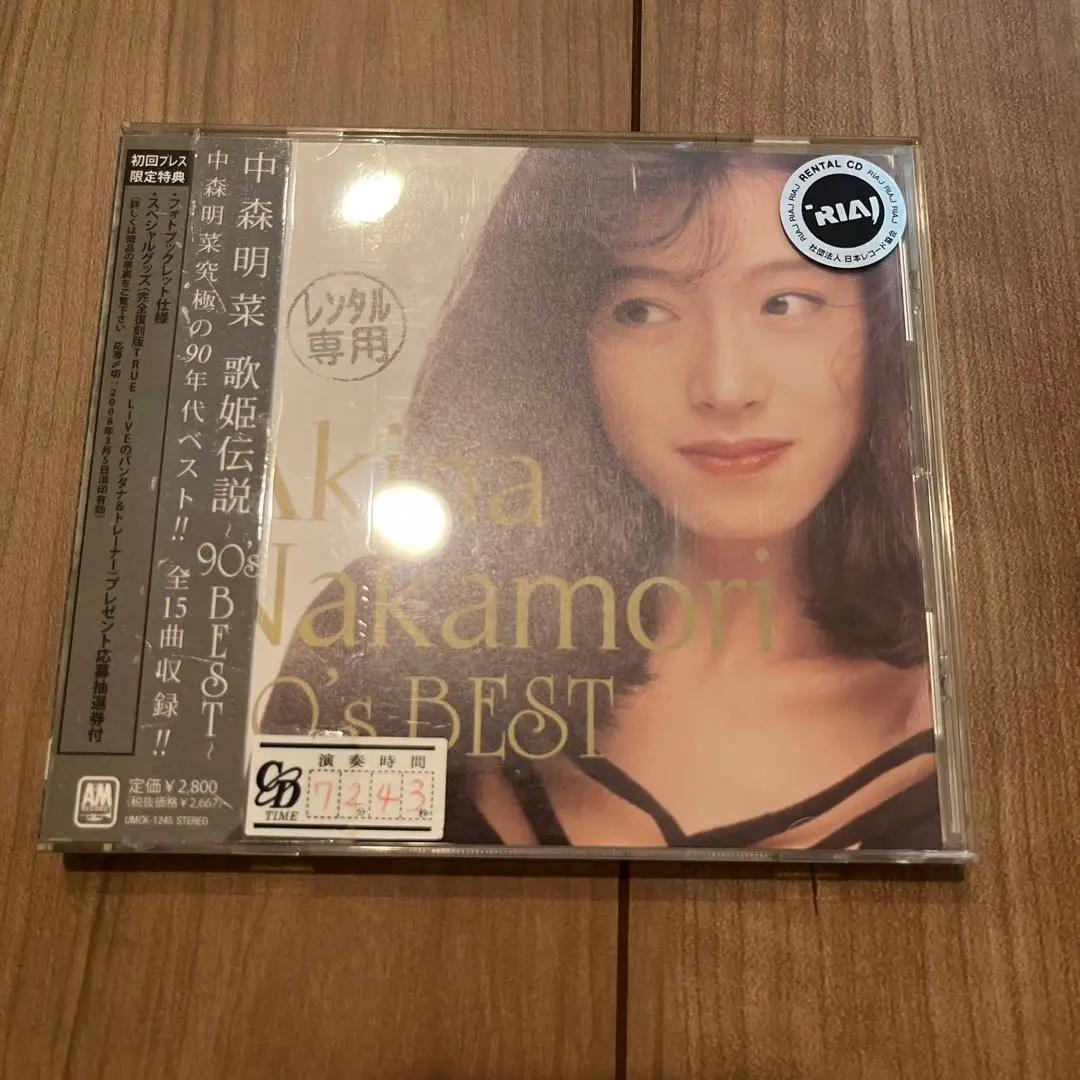 初回プレス
限定特典
・フォトブックレット仕様
・スペシャルグッズ(完全復刻版TRUE LIVEのバンダナ&トレーナー)プレゼント応募抽選券付
(詳しくは商品の帯裏をご覧下さい 応募〆切:2008年3月5日消印有効)
中森明菜 歌姫伝説 ~90's BEST~
中森明菜究極の90年代ベスト!! 全15曲収録!!
AM
RECORDS
定価¥2,800
(税抜価格¥2,667)
UMCK-1245 STEREO
レンタル
専用
Akina
Nakamori
0's BEST
RENTAL CD
RIAJ RIAJ RIAJ RIAJ
RIAJ
社団法人 日本レコード協会
CD
TIME
演奏時間
72分43秒